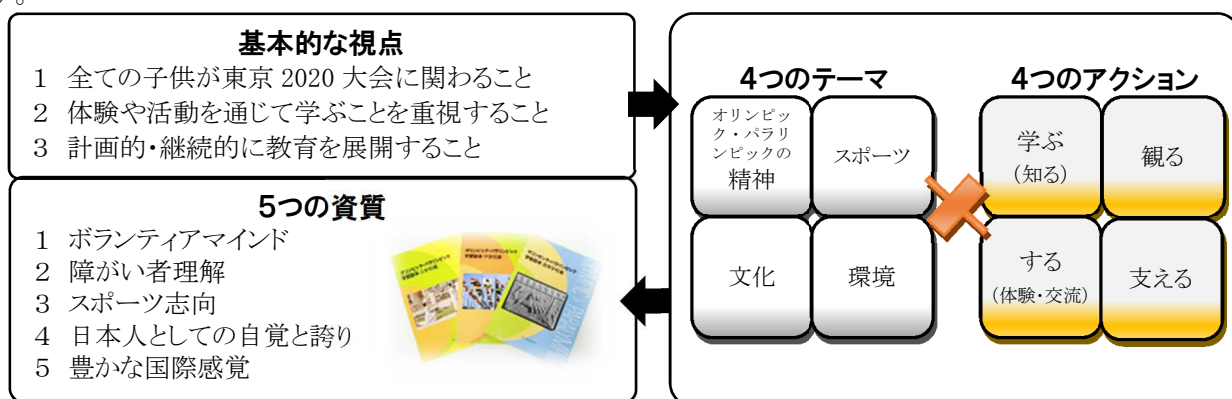 す。
基本的な視点
1 全ての子供が東京 2020 大会に関わること
2 体験や活動を通じて学ぶことを重視すること
3 計画的・継続的に教育を展開すること
5つの資質
1 ボランティアマインド
2 障がい者理解
3 スポーツ志向
4 日本人としての自覚と誇り
5 豊かな国際感覚
4つのテーマ
オリンピッ
ク・パラリ
ンピックの
精神
スポーツ
文化
環境
4つのアクション
学ぶ
(知る)
観る
する
(体験・交流)
支える